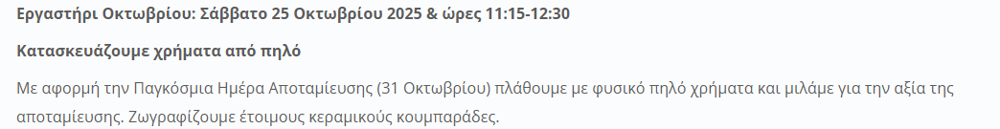 Εργαστήρι Οκτωβρίου: Σάββατο 25 Οκτωβρίου 2025 & ώρες 11:15-12:30
Κατασκευάζουμε χρήματα από πηλό
Με αφορμή την Παγκόσμια Ημέρα Αποταμίευσης (31 Οκτωβρίου) πλάθουμε με φυσικό πηλό χρήματα και μιλάμε για την αξία της
αποταμίευσης. Ζωγραφίζουμε έτοιμους κεραμικούς κουμπαράδες.